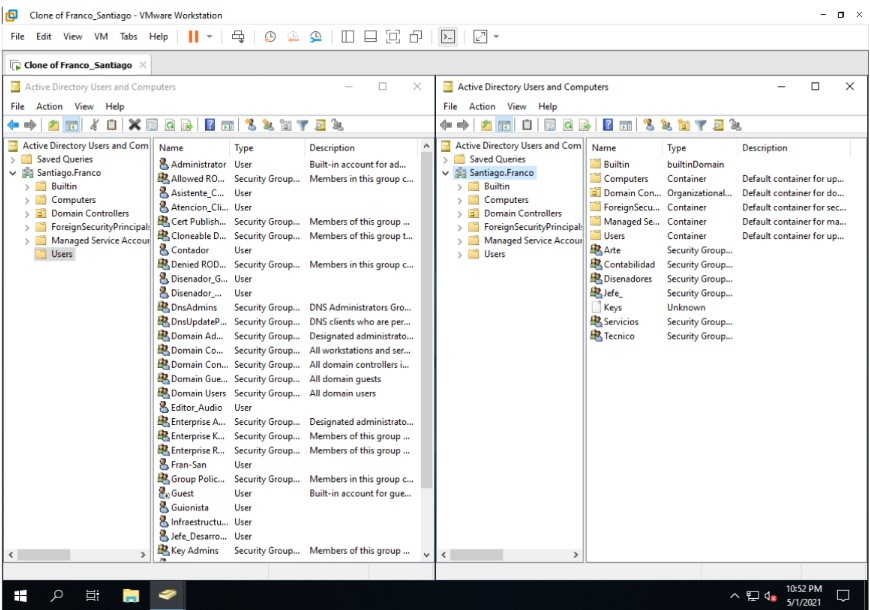 Clone of Franco_Santiago - VMware Workstation
File Edit View VM Tabs Help
Clone of Franco_Santiago
Active Directory Users and Computers
File Action View Help
Active Directory Users and Com
Saved Queries
Santiago.Franco
Builtin
Computers
Domain Controllers
ForeignSecurityPrincipals
Managed Service Accour
Users
Name Type Description
Administrator User Built-in account for ad...
Allowed RO... Security Group... Members in this group c...
Asistente_C... User
Atencion_Cli... User
Cert Publish... Security Group... Members of this group ...
Cloneable D... Security Group... Members of this group t...
Contador User
Denied ROD... Security Group... Members in this group c...
Disenador_G... User
Disenador_... User
DnsAdmins Security Group... DNS Administrators Gro...
DnsUpdateP... Security Group... DNS clients who are per...
Domain Ad... Security Group... Designated administrato...
Domain Co... Security Group... All workstations and ser...
Domain Con... Security Group... All domain controllers i...
Domain Gue... Security Group... All domain guests
Domain Users Security Group... All domain users
Editor_Audio User
Enterprise A... Security Group... Designated administrato...
Enterprise K... Security Group... Members of this group ...
Enterprise R... Security Group... Members of this group ...
Fran-San User
Group Polic... Security Group... Members in this group c...
Guest User Built-in account for gue...
Guionista User
Infraestructu... User
Jefe_Desarro... User
Key Admins Security Group... Members of this group ...
Active Directory Users and Computers
File Action View Help
Active Directory Users and Com
Saved Queries
Santiago.Franco
Builtin
Computers
Domain Controllers
ForeignSecurityPrincipals
Managed Service Accour
Users
Name Type Description
Builtin builtinDomain
Computers Container Default container for up...
Domain Con... Organizational... Default container for do...
ForeignSecu... Container Default container for sec...
Managed Se... Container Default container for ma...
Users Container Default container for up...
Arte Security Group...
Contabilidad Security Group...
Disenadores Security Group...
Jefe_ Security Group...
Keys Unknown
Servicios Security Group...
Tecnico Security Group...
10:52 PM
5/1/2021